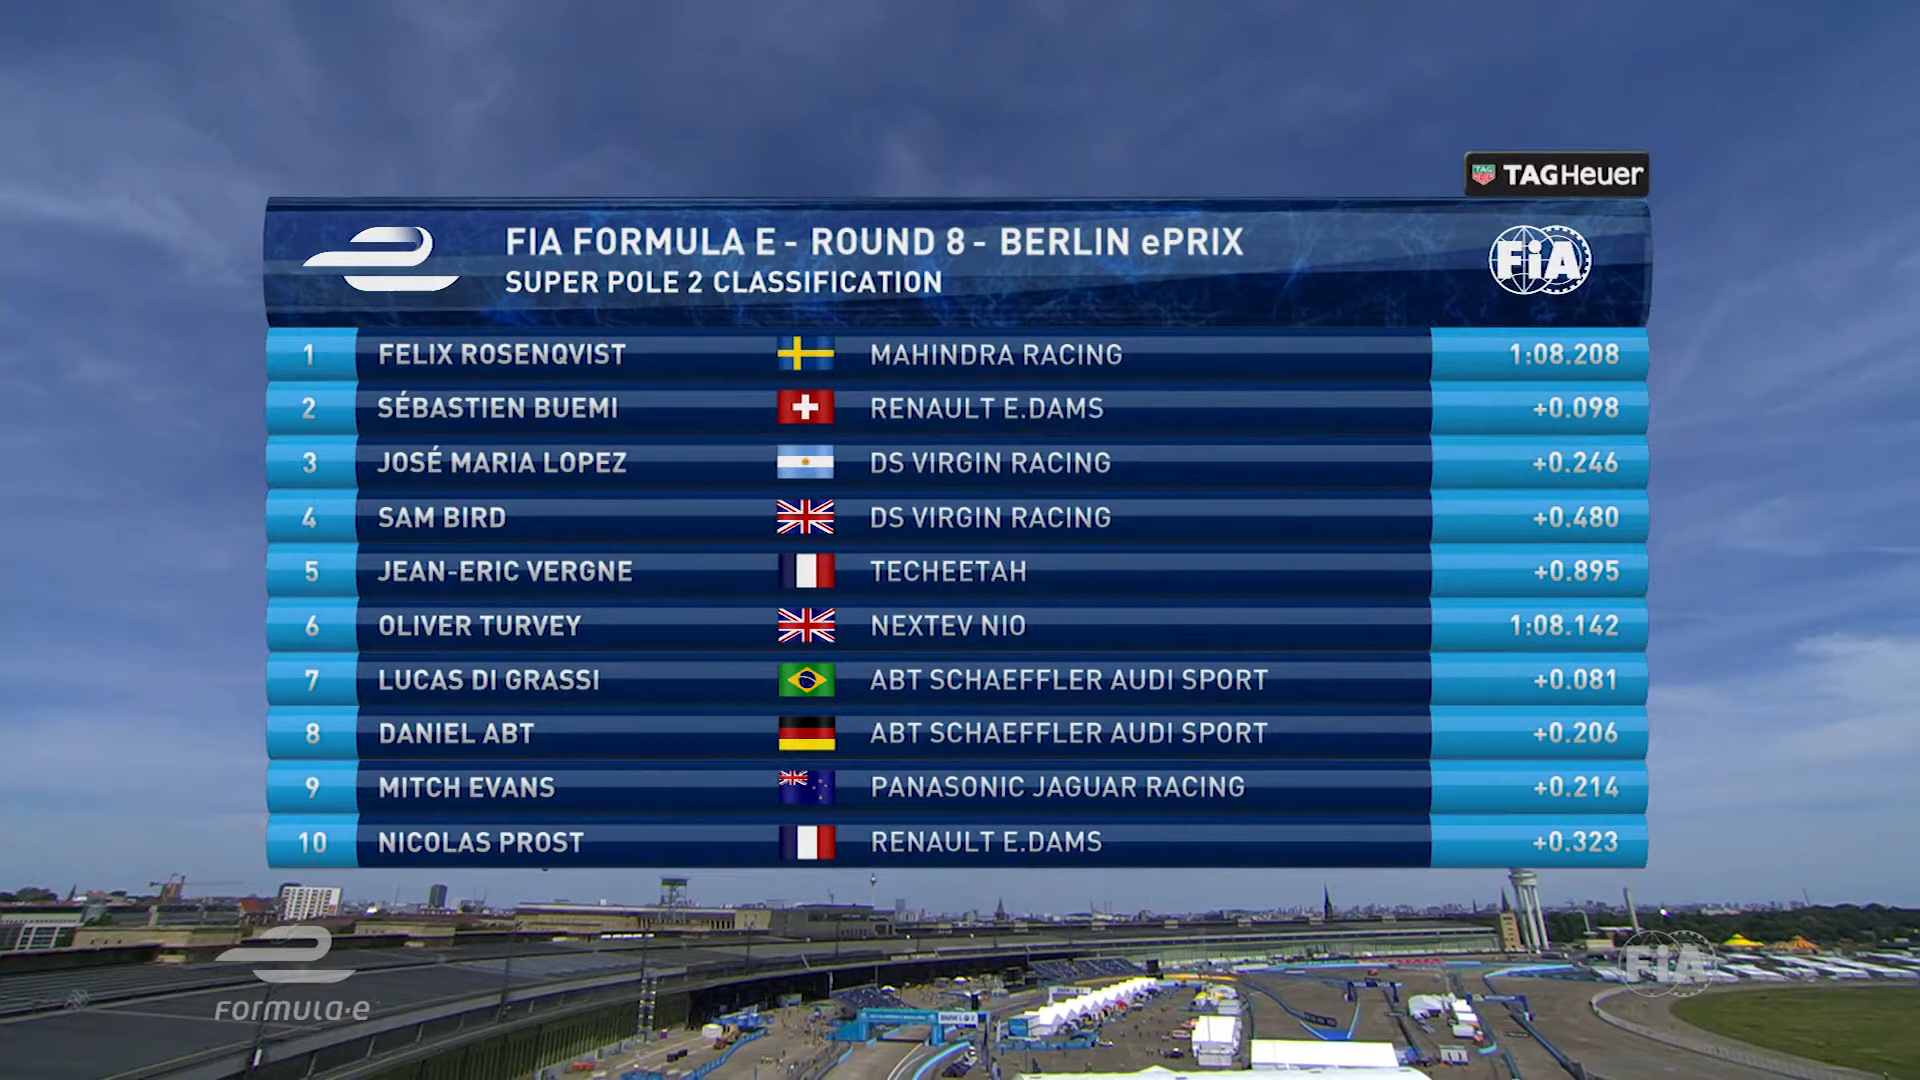 TAG
HEUER
TAGHeuer
FIA FORMULA E - ROUND 8 - BERLIN ePRIX
SUPER POLE 2 CLASSIFICATION
FiA
1 FELIX ROSENQVIST MAHINDRA RACING 1:08.208
2 SÉBASTIEN BUEMI RENAULT E.DAMS +0.098
3 JOSÉ MARIA LOPEZ DS VIRGIN RACING +0.246
4 SAM BIRD DS VIRGIN RACING +0.480
5 JEAN-ERIC VERGNE TECHEETAH +0.895
6 OLIVER TURVEY NEXTEV NIO 1:08.142
7 LUCAS DI GRASSI ABT SCHAEFFLER AUDI SPORT +0.081
8 DANIEL ABT ABT SCHAEFFLER AUDI SPORT +0.206
9 MITCH EVANS PANASONIC JAGUAR RACING +0.214
10 NICOLAS PROST RENAULT E.DAMS +0.323
FiA
Formula-e